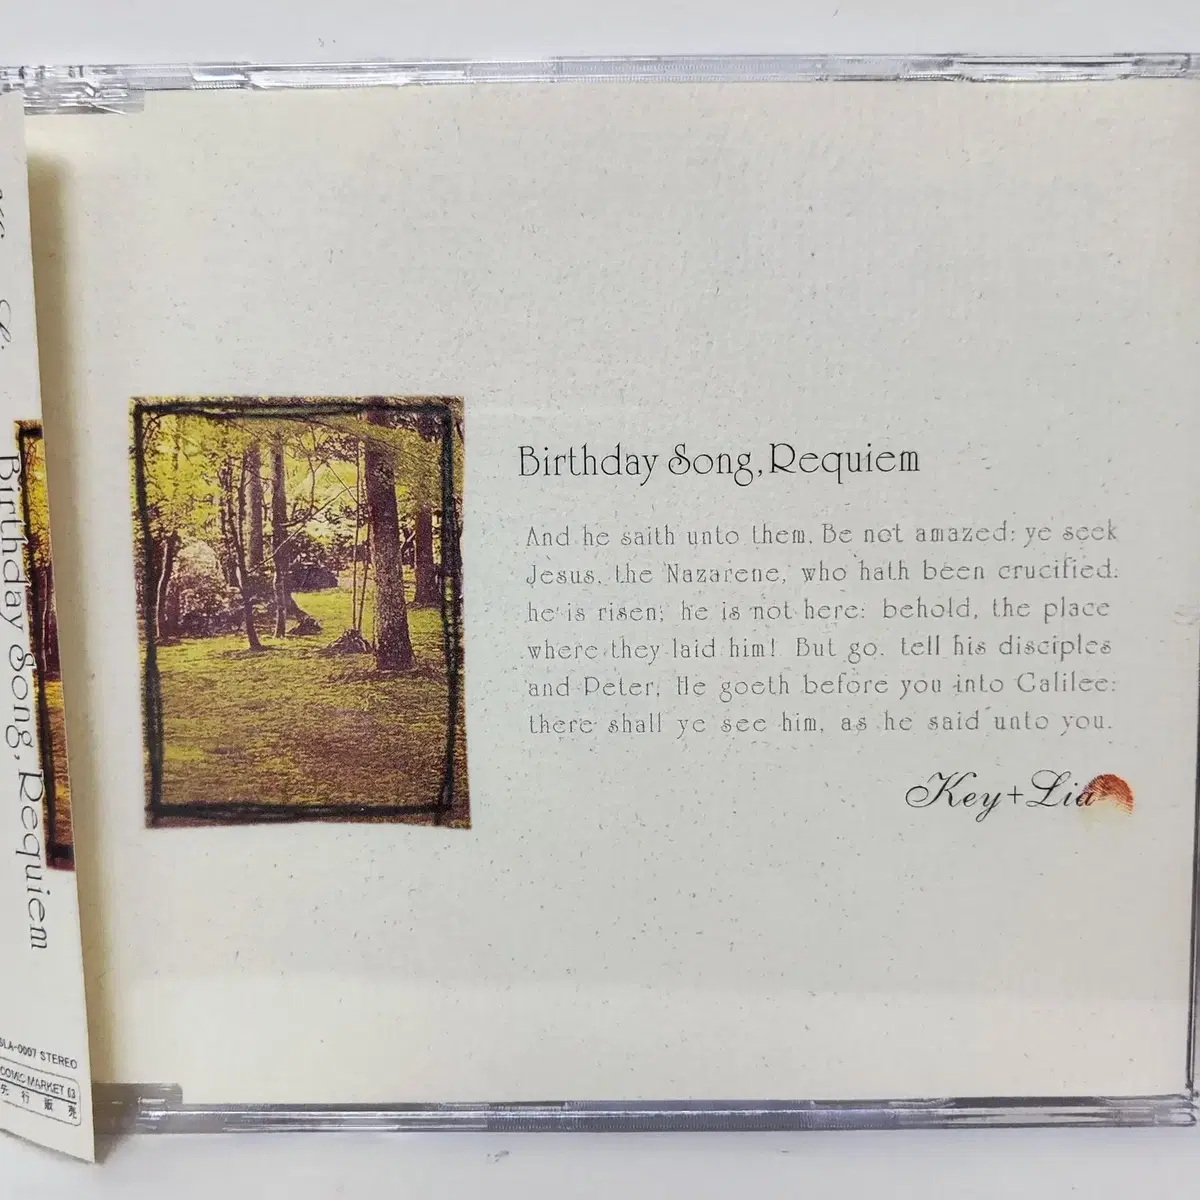 Birthday Song, Requiem
And he saith unto them, Be not amazed: ye seek
Jesus, the Nazarene, who hath been crucified:
he is risen; he is not here: behold, the place
where they laid him! But go, tell his disciples
and Peter, He goeth before you into Galilee:
there shall ye see him, as he said unto you.
Key+Lia
Birthday Song, Requiem
SLA-0007 STEREO
COMIC MARKET 63
先行販売